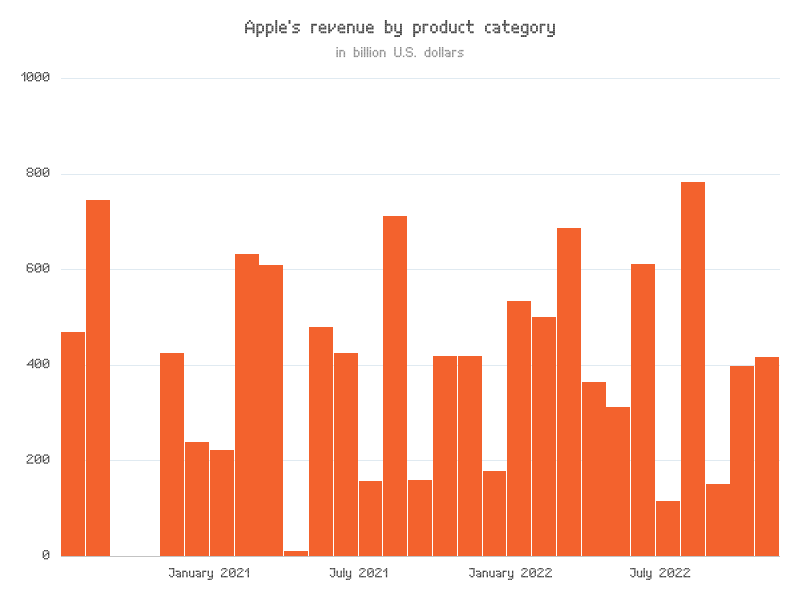 Apple's revenue by product category
in billion U.S. dollars
1000
800
600
400
200
0
January 2021
July 2021
January 2022
July 2022